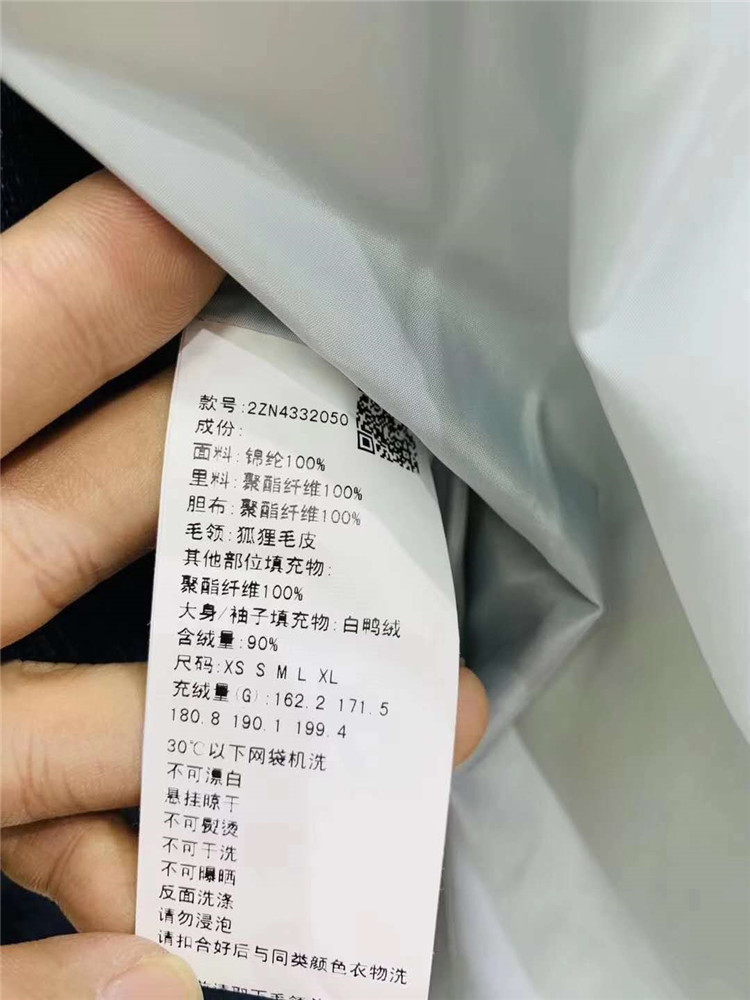 款号:2ZN4332050
成份:
面料:锦纶100%
里料:聚酯纤维100%
胆布:聚酯纤维100%
毛领:狐狸毛皮
其他部位填充物:
聚酯纤维100%
大身/袖子填充物:白鸭绒
含绒量:90%
尺码:XS S M L XL
充绒量(G):162.2 171.5
180.8 190.1 199.4
30℃以下网袋机洗
不可漂白
悬挂晾干
不可熨烫
不可干洗
不可曝晒
反面洗涤
请勿浸泡
请扣合好后与同类颜色衣物洗